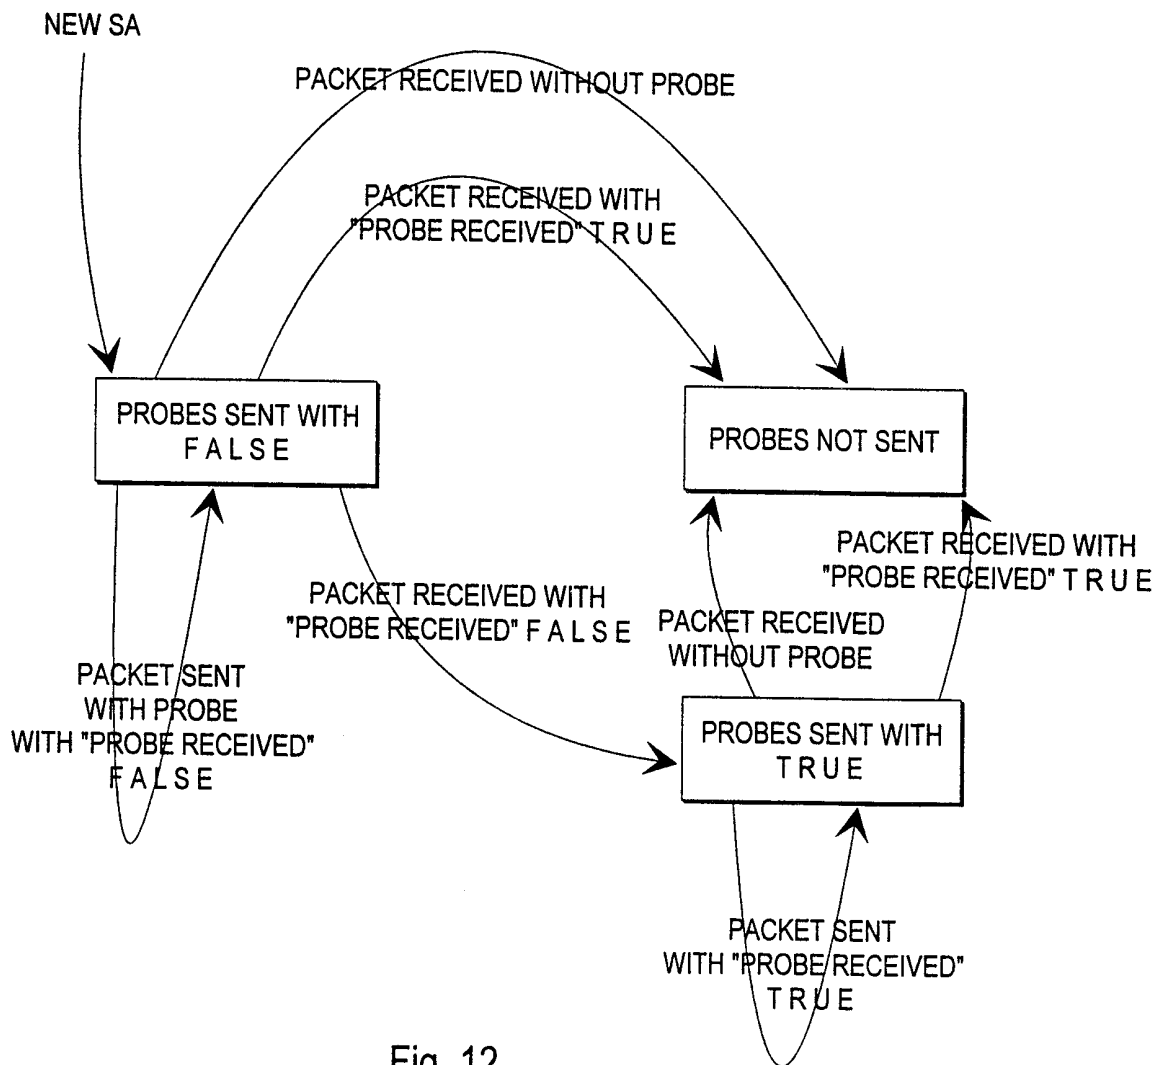 NEW SA
PACKET RECEIVED WITHOUT PROBE
PACKET RECEIVED WITH
"PROBE RECEIVED" T R U E
PROBES SENT WITH
F A L S E
PROBES NOT SENT
PACKET RECEIVED WITH
"PROBE RECEIVED" T R U E
PACKET RECEIVED WITH
"PROBE RECEIVED" F A L S E
PACKET RECEIVED
WITHOUT PROBE
PACKET SENT
WITH PROBE
WITH "PROBE RECEIVED"
F A L S E
PROBES SENT WITH
T R U E
PACKET SENT
WITH "PROBE RECEIVED"
T R U E
Fig. 12